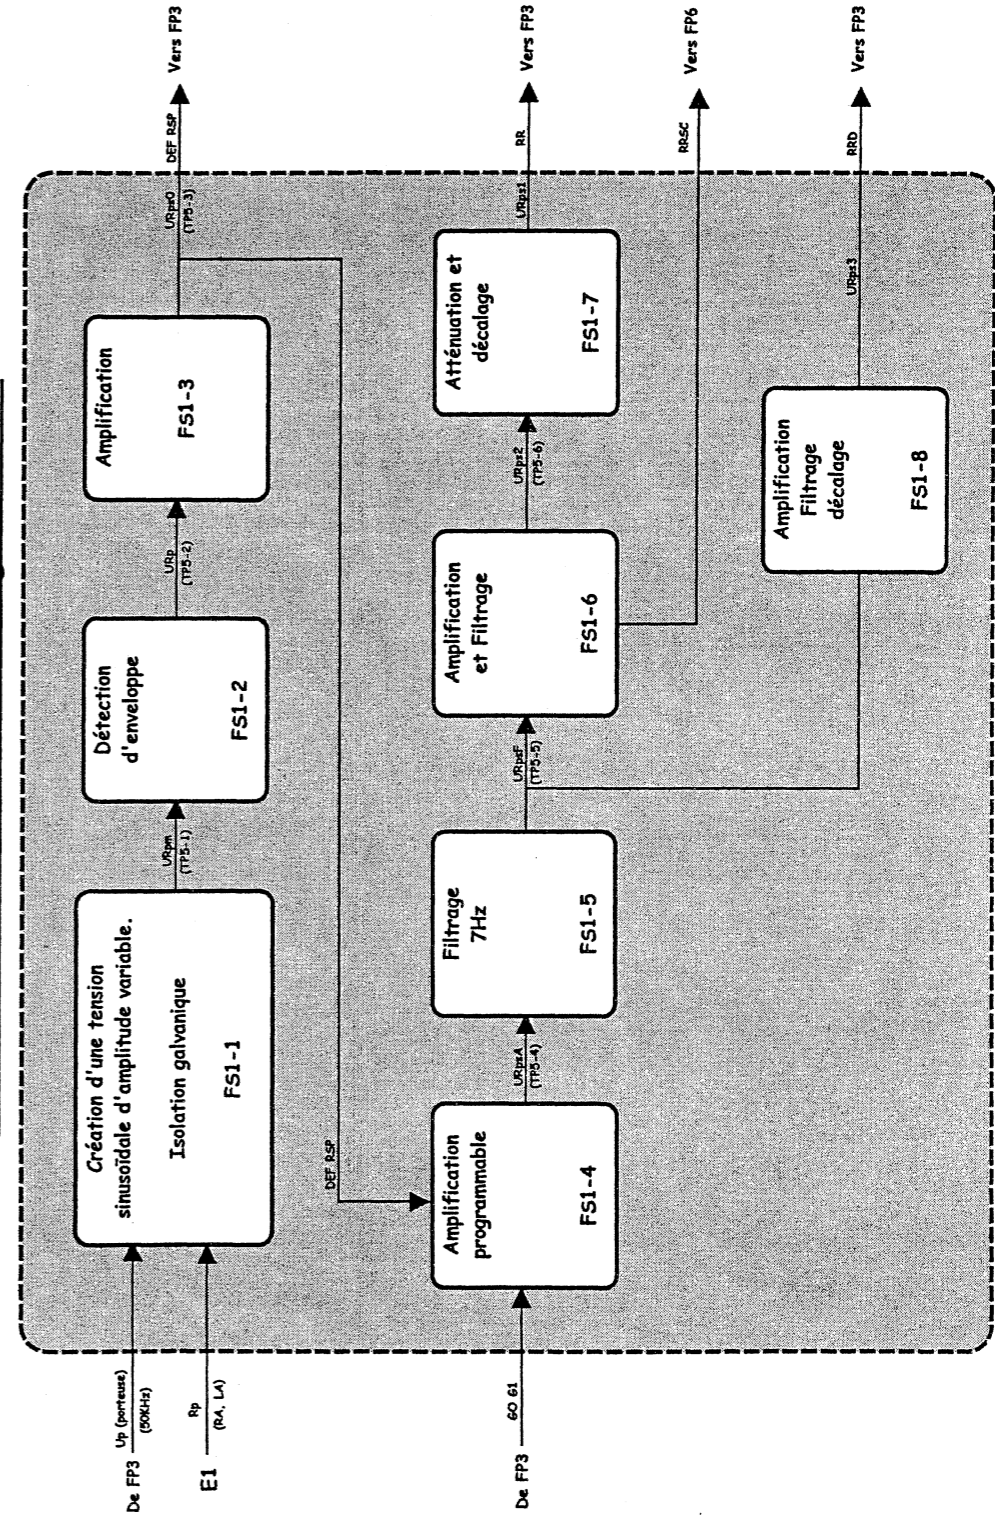 De FP3
Up (porteuse)
(50KHz)
E1
Rp
(RA, LA)
Création d'une tension
sinusoïdale d'amplitude variable.
Isolation galvanique
FS1-1
URpm
(TP5-1)
Détection
d'enveloppe
FS1-2
URp
(TP5-2)
Amplification
FS1-3
URps0
(TP5-3)
DEF RSP
Vers FP3
DEF RSP
De FP3
G0 G1
Amplification
programmable
FS1-4
URpsA
(TP5-4)
Filtrage
7Hz
FS1-5
URpsF
(TP5-5)
Amplification
et Filtrage
FS1-6
URps2
(TP5-6)
Atténuation et
décalage
FS1-7
URps1
RR
Vers FP3
RRSC
Vers FP6
Amplification
Filtrage
décalage
FS1-8
URps3
RRD
Vers FP3